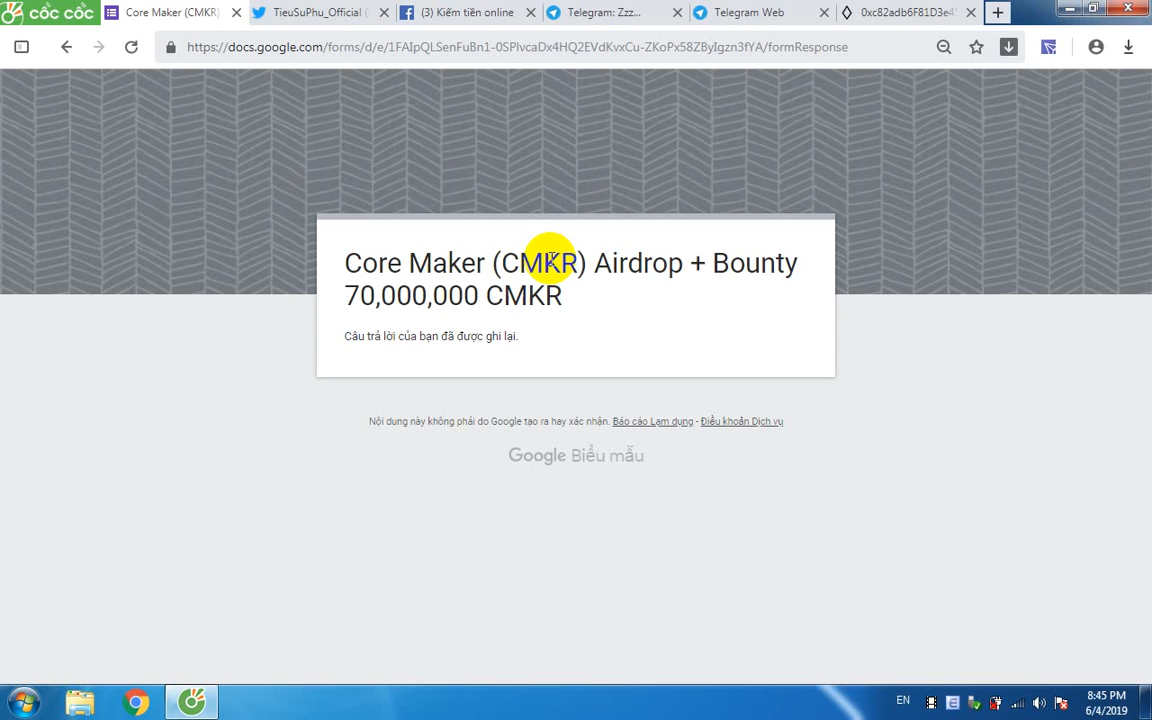 cốc cốc
Core Maker (CMKR)
TieuSuPhu_Official (
(3) Kiếm tiền online
Telegram: Zzz...
Telegram Web
https://docs.google.com/forms/d/e/1FAIpQLSenFuBn1-0SPlvcaDx4HQ2EVdKvxCu-ZKoPx58ZByIgzn3fYA/formResponse
Core Maker (CMKR) Airdrop + Bounty
70,000,000 CMKR
Câu trả lời của bạn đã được ghi lại.
Nội dung này không phải do Google tạo ra hay xác nhận. Báo cáo Lạm dụng - Điều khoản Dịch vụ
Google Biểu mẫu
EN
8:45 PM
6/4/2019